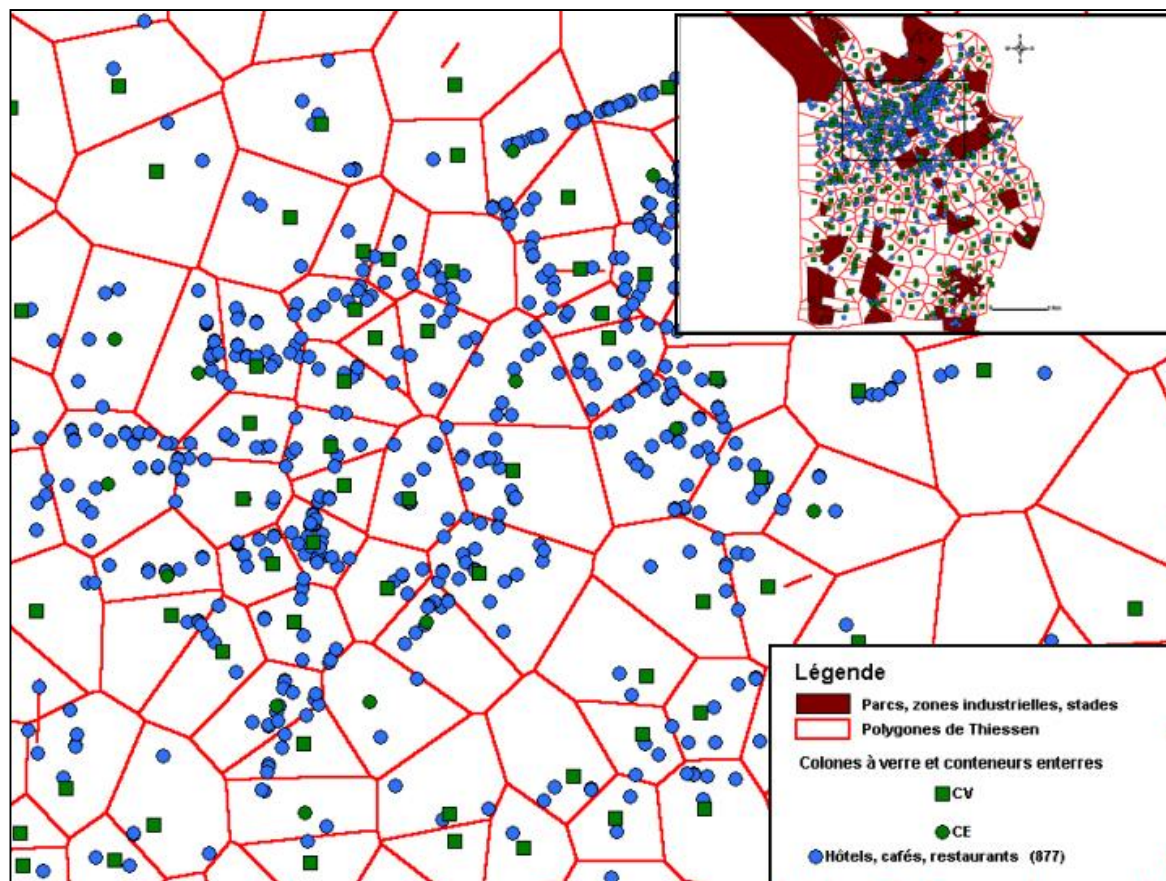 Légende
Parcs, zones industrielles, stades
Polygones de Thiessen
Colones à verre et conteneurs enterres
CV
CE
Hôtels, cafés, restaurants (877)